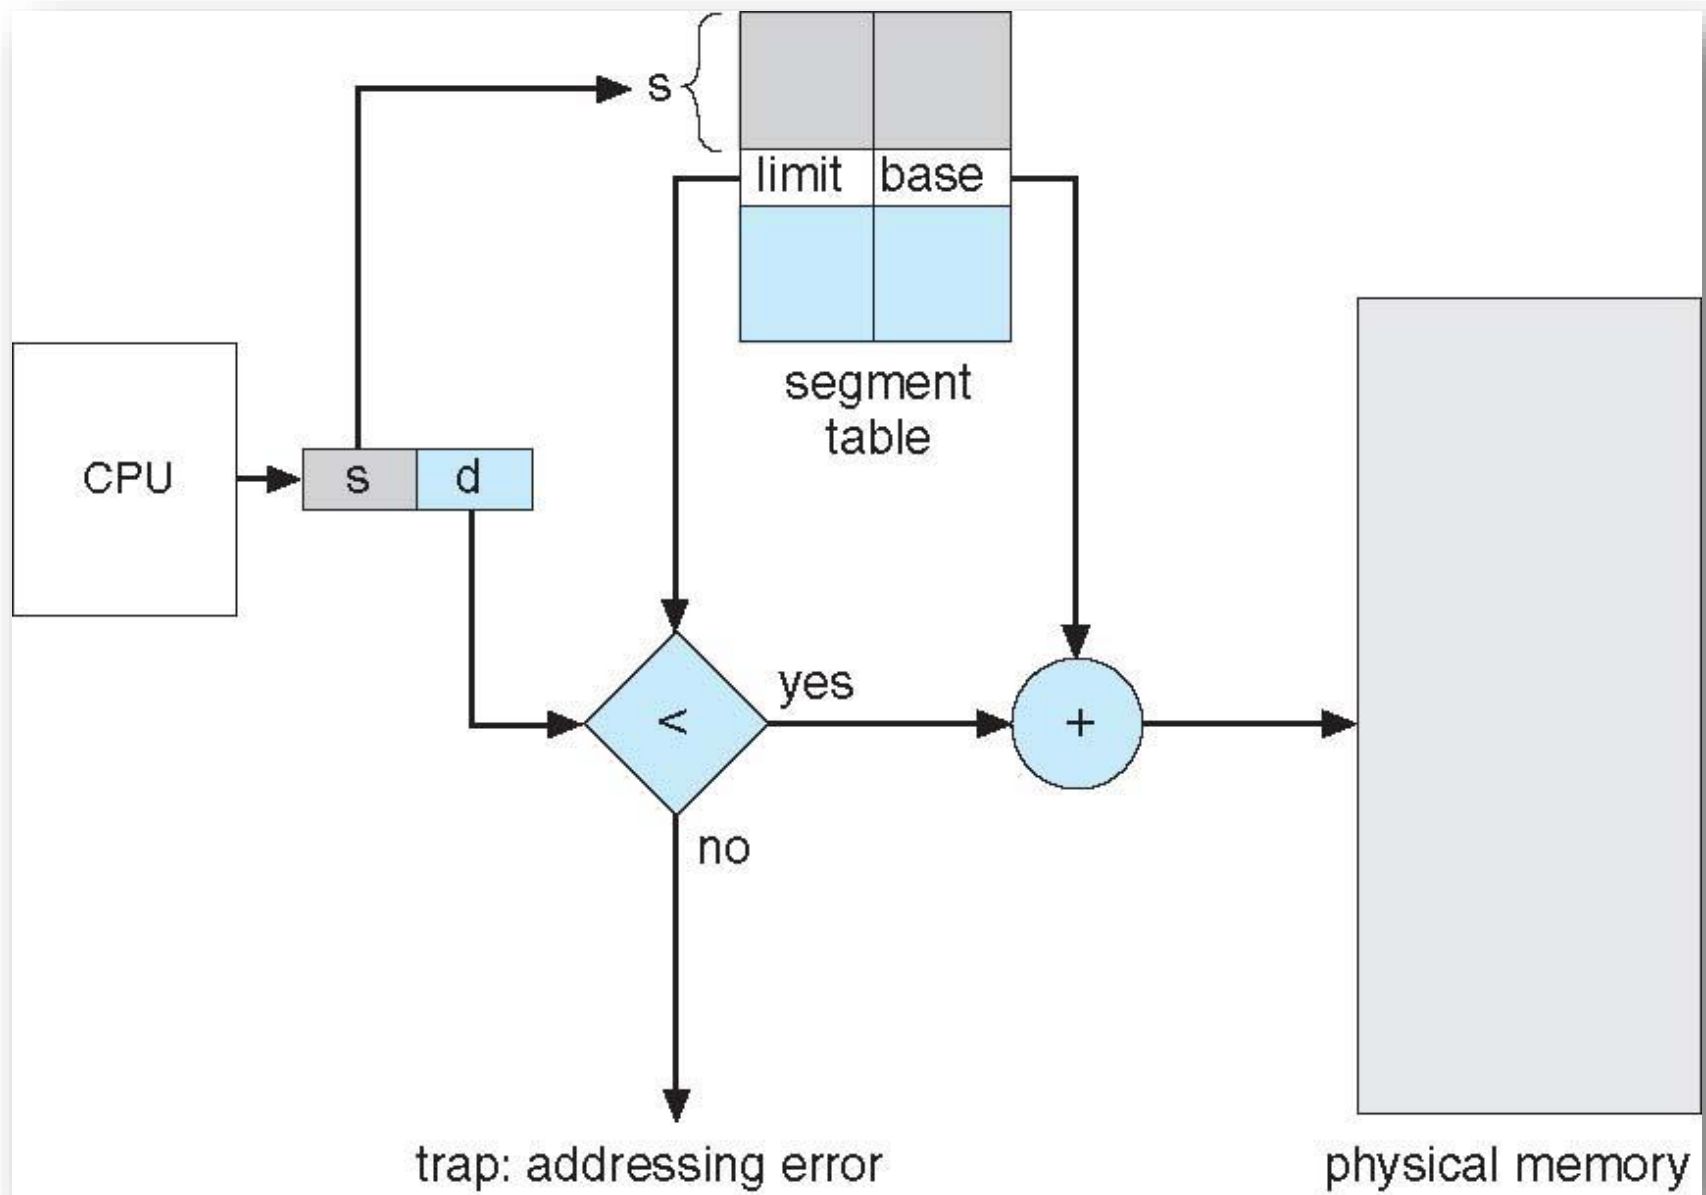 s
limit base
segment
table
CPU
s d
yes
<
+
no
trap: addressing error
physical memory